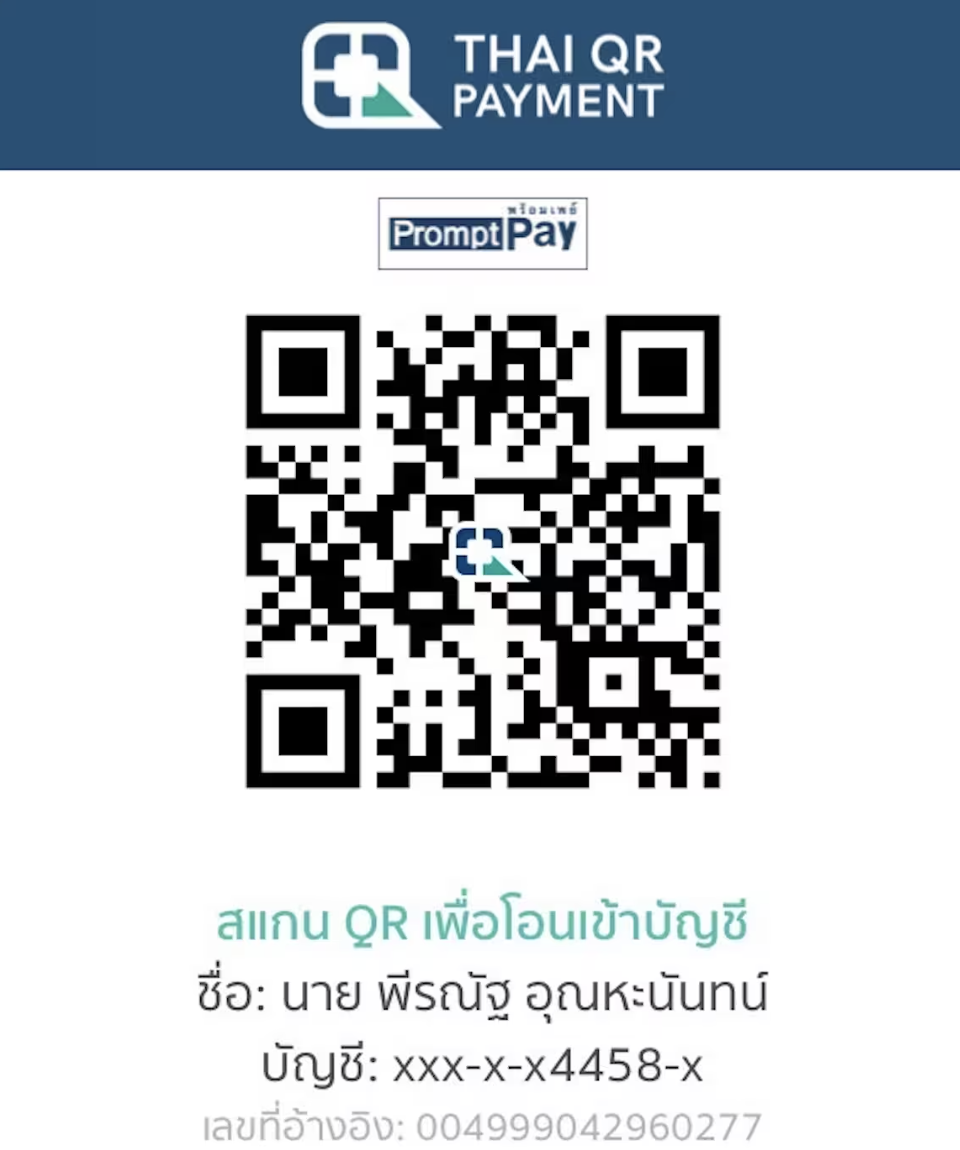 THAI QR
PAYMENT
พร้อมเพย์
PromptPay
สแกน QR เพื่อโอนเข้าบัญชี
ชื่อ: นาย พีรณัฐ อุณหะนันทน์
บัญชี: xxx-x-x4458-x
เลขที่อ้างอิง: 004999042960277